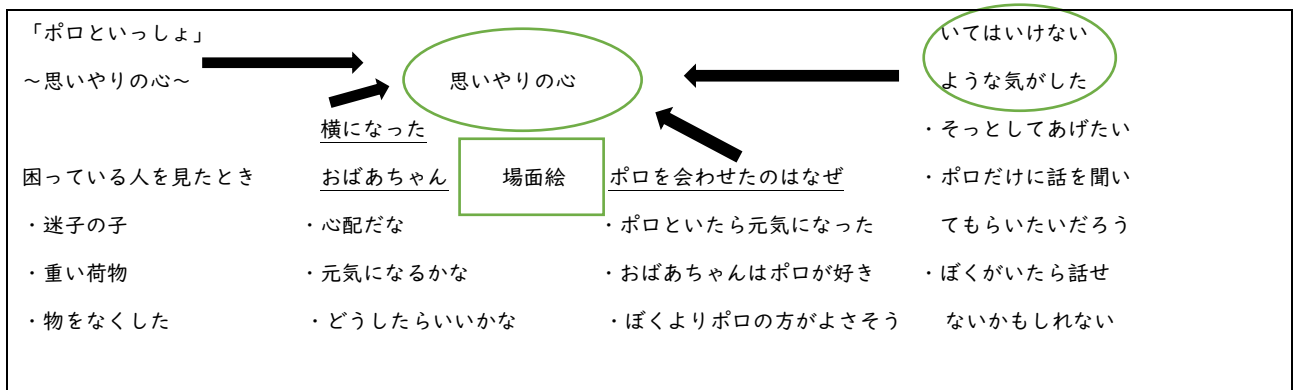 「ポロといっしょ」
~思いやりの心~
困っている人を見たとき
・迷子の子
・重い荷物
・物をなくした
思いやりの心
横になった
おばあちゃん
・心配だな
・元気になるかな
・どうしたらいいかな
場面絵
ポロを会わせたのはなぜ
・ポロといたら元気になった
・おばあちゃんはポロが好き
・ぼくよりポロの方がよさそう
いてはいけない
ような気がした
・そっとしてあげたい
・ポロだけに話を聞い
てもらいたいだろう
・ぼくがいたら話せ
ないかもしれない